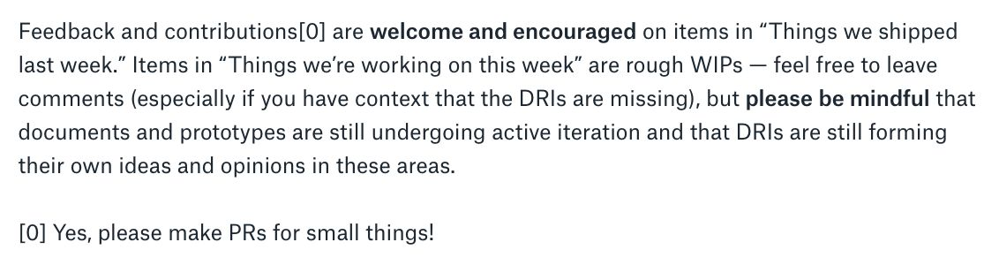 Feedback and contributions[0] are welcome and encouraged on items in “Things we shipped
last week.” Items in “Things we’re working on this week” are rough WIPs — feel free to leave
comments (especially if you have context that the DRIs are missing), but please be mindful that
documents and prototypes are still undergoing active iteration and that DRIs are still forming
their own ideas and opinions in these areas.
[0] Yes, please make PRs for small things!